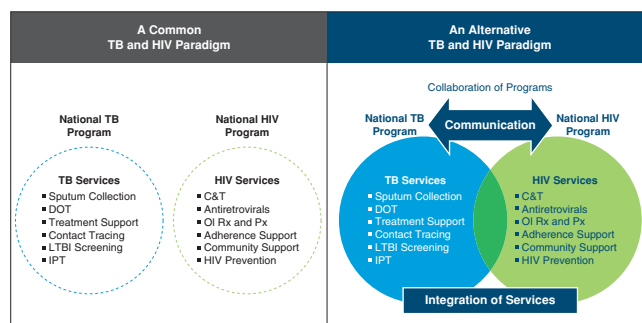 A Common
TB and HIV Paradigm
National TB
Program
National HIV
Program
TB Services
■ Sputum Collection
■ DOT
■ Treatment Support
■ Contact Tracing
■ LTBI Screening
■ IPT
HIV Services
■ C&T
■ Antiretrovirals
■ OI Rx and Px
■ Adherence Support
■ Community Support
■ HIV Prevention
An Alternative
TB and HIV Paradigm
Collaboration of Programs
National TB
Program
Communication
National HIV
Program
TB Services
■ Sputum Collection
■ DOT
■ Treatment Support
■ Contact Tracing
■ LTBI Screening
■ IPT
HIV Services
■ C&T
■ Antiretrovirals
■ OI Rx and Px
■ Adherence Support
■ Community Support
■ HIV Prevention
Integration of Services